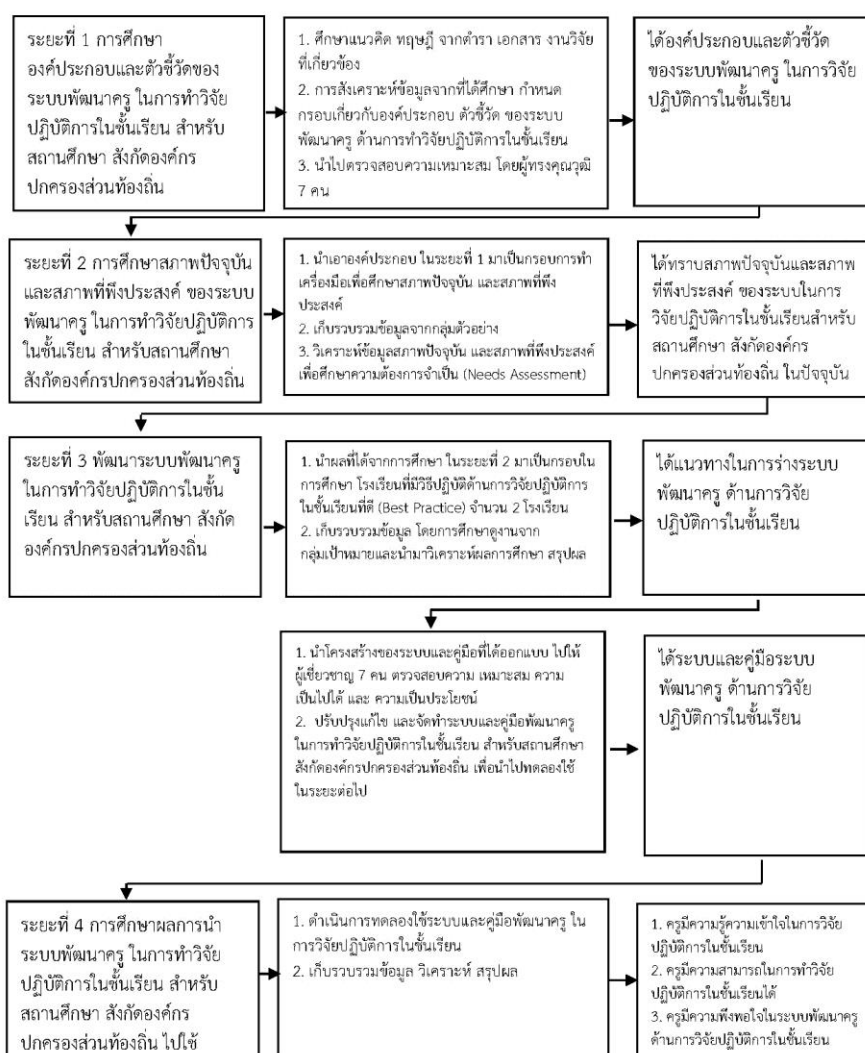 ระยะที่ 1 การศึกษา
องค์ประกอบและตัวชี้วัดของ
ระบบพัฒนาครู ในการทำวิจัย
ปฏิบัติการในชั้นเรียน สำหรับ
สถานศึกษา สังกัดองค์กร
ปกครองส่วนท้องถิ่น
1. ศึกษาแนวคิด ทฤษฎี จากตำรา เอกสาร งานวิจัย
ที่เกี่ยวข้อง
2. การสังเคราะห์ข้อมูลจากที่ได้ศึกษา กำหนด
กรอบเกี่ยวกับองค์ประกอบ ตัวชี้วัด ของระบบ
พัฒนาครู ด้านการทำวิจัยปฏิบัติการในชั้นเรียน
3. นำไปตรวจสอบความเหมาะสม โดยผู้ทรงคุณวุฒิ
7 คน
ได้องค์ประกอบและตัวชี้วัด
ของระบบพัฒนาครู ในการวิจัย
ปฏิบัติการในชั้นเรียน
ระยะที่ 2 การศึกษาสภาพปัจจุบัน
และสภาพที่พึงประสงค์ ของระบบ
พัฒนาครู ในการทำวิจัยปฏิบัติการ
ในชั้นเรียน สำหรับสถานศึกษา
สังกัดองค์กรปกครองส่วนท้องถิ่น
1. นำเอาองค์ประกอบ ในระยะที่ 1 มาเป็นกรอบการทำ
เครื่องมือเพื่อศึกษาสภาพปัจจุบัน และสภาพที่พึง
ประสงค์
2. เก็บรวบรวมข้อมูลจากกลุ่มตัวอย่าง
3. วิเคราะห์ข้อมูลสภาพปัจจุบัน และสภาพที่พึงประสงค์
เพื่อศึกษาความต้องการจำเป็น (Needs Assessment)
ได้ทราบสภาพปัจจุบันและสภาพ
ที่พึงประสงค์ ของระบบในการ
วิจัยปฏิบัติการในชั้นเรียนสำหรับ
สถานศึกษา สังกัดองค์กร
ปกครองส่วนท้องถิ่น ในปัจจุบัน
ระยะที่ 3 พัฒนาระบบพัฒนาครู
ในการทำวิจัยปฏิบัติการในชั้น
เรียน สำหรับสถานศึกษา สังกัด
องค์กรปกครองส่วนท้องถิ่น
1. นำผลที่ได้จากการศึกษา ในระยะที่ 2 มาเป็นกรอบใน
การศึกษา โรงเรียนที่มีวิธีปฏิบัติด้านการวิจัยปฏิบัติการ
ในชั้นเรียนที่ดี (Best Practice) จำนวน 2 โรงเรียน
2. เก็บรวบรวมข้อมูล โดยการศึกษาดูงานจาก
กลุ่มเป้าหมายและนำมาวิเคราะห์ผลการศึกษา สรุปผล
ได้แนวทางในการร่างระบบ
พัฒนาครู ด้านการวิจัย
ปฏิบัติการในชั้นเรียน
1. นำโครงสร้างของระบบและคู่มือที่ได้ออกแบบ ไปให้
ผู้เชี่ยวชาญ 7 คน ตรวจสอบความ เหมาะสม ความ
เป็นไปได้ และ ความเป็นประโยชน์
2. ปรับปรุงแก้ไข และจัดทำระบบและคู่มือพัฒนาครู
ในการทำวิจัยปฏิบัติการในชั้นเรียน สำหรับสถานศึกษา
สังกัดองค์กรปกครองส่วนท้องถิ่น เพื่อนำไปทดลองใช้
ในระยะต่อไป
ได้ระบบและคู่มือระบบ
พัฒนาครู ด้านการวิจัย
ปฏิบัติการในชั้นเรียน
ระยะที่ 4 การศึกษาผลการนำ
ระบบพัฒนาครู ในการทำวิจัย
ปฏิบัติการในชั้นเรียน สำหรับ
สถานศึกษา สังกัดองค์กร
ปกครองส่วนท้องถิ่น ไปใช้
1. ดำเนินการทดลองใช้ระบบและคู่มือพัฒนาครู ใน
การวิจัยปฏิบัติการในชั้นเรียน
2. เก็บรวบรวมข้อมูล วิเคราะห์ สรุปผล
1. ครูมีความรู้ความเข้าใจในการวิจัย
ปฏิบัติการในชั้นเรียน
2. ครูมีความสามารถในการทำวิจัย
ปฏิบัติการในชั้นเรียนได้
3. ครูมีความพึงพอใจในระบบพัฒนาครู
ด้านการวิจัยปฏิบัติการในชั้นเรียน